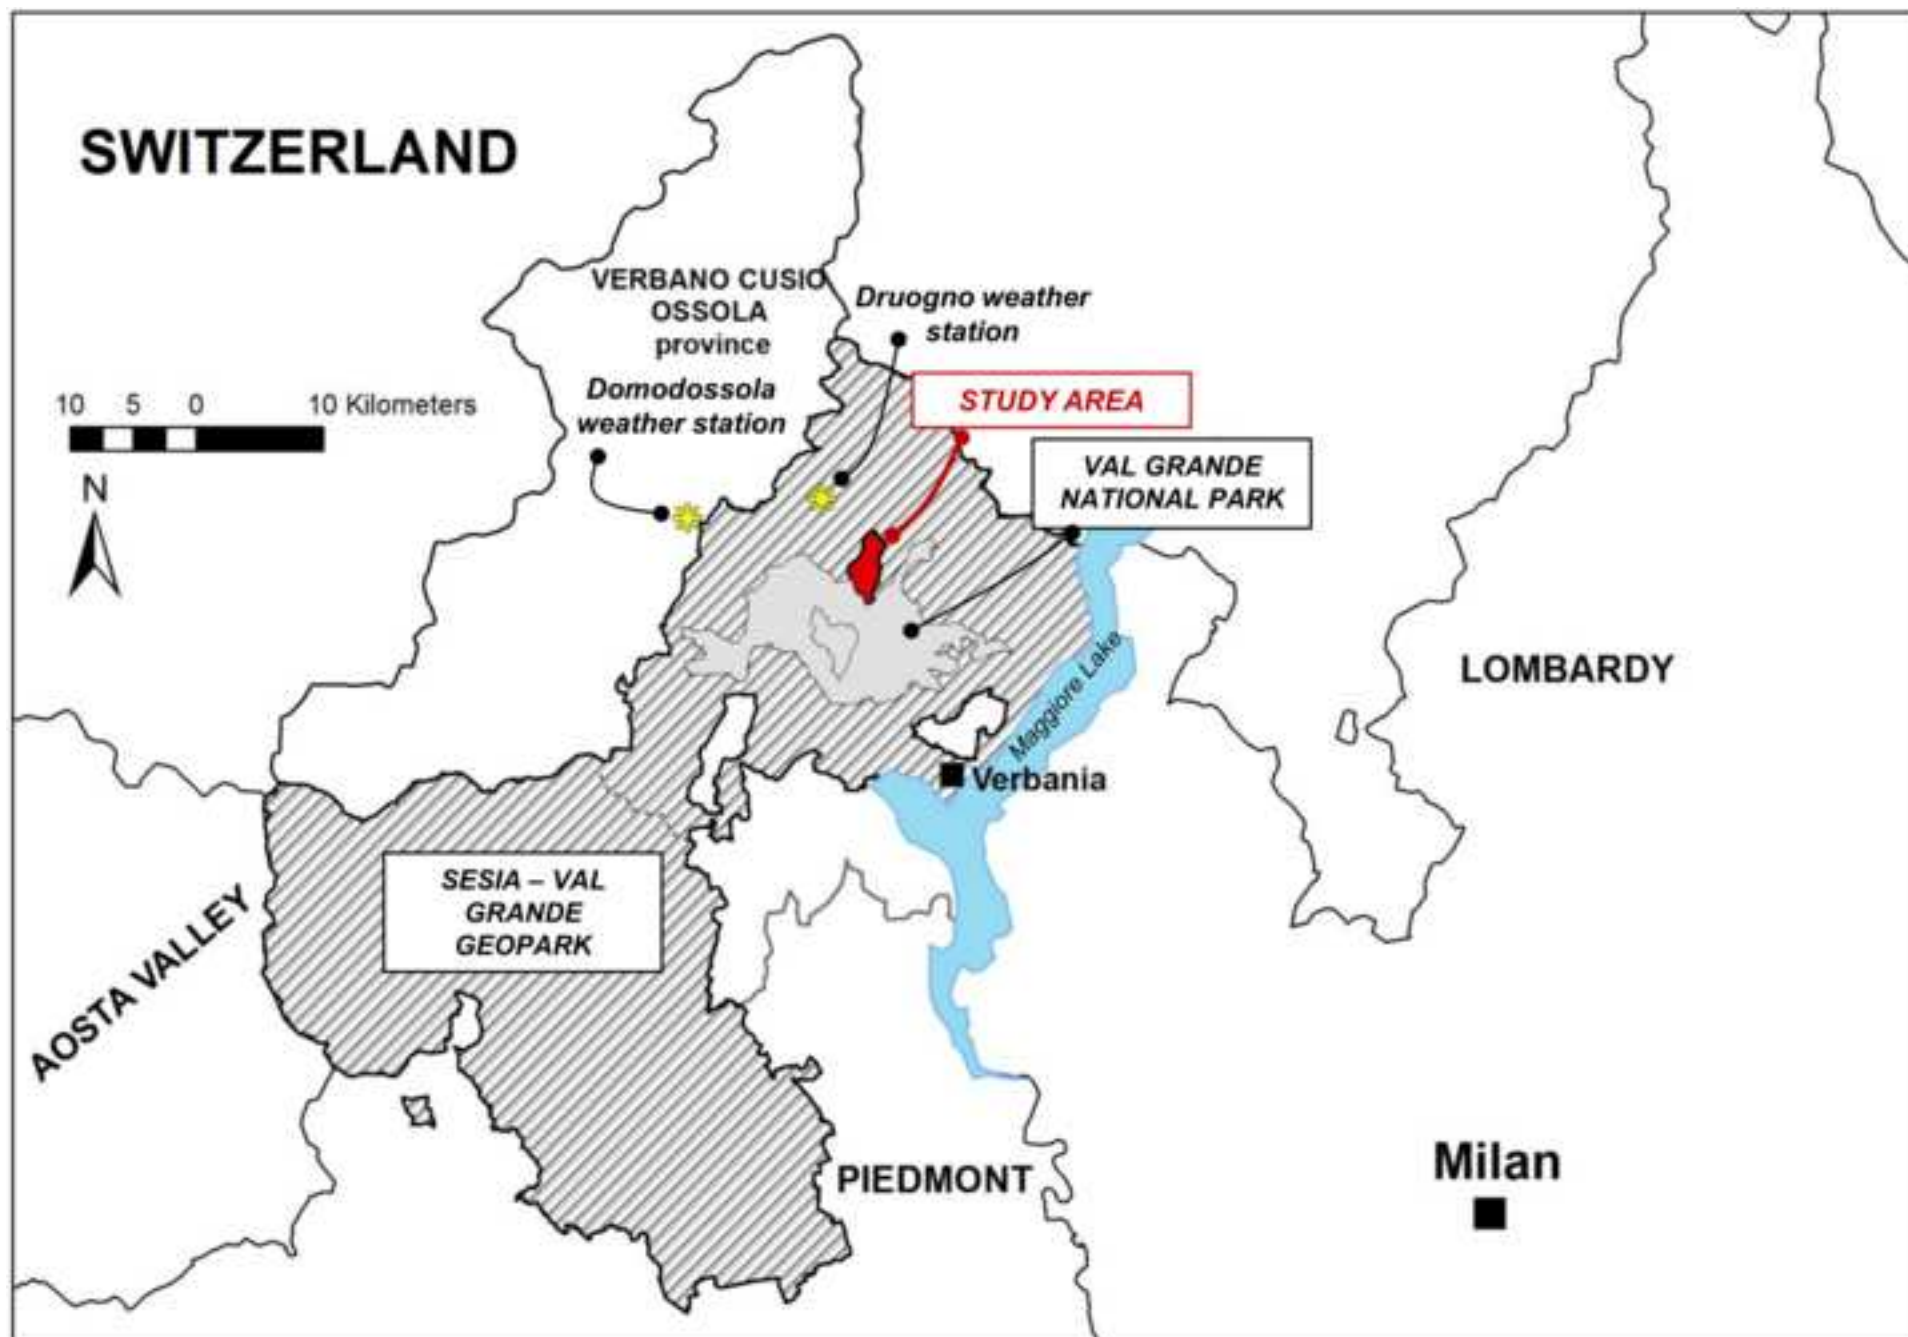 SWITZERLAND
VERBANO CUSIO
OSSOLA
province
Druogno weather
station
Domodossola
weather station
STUDY AREA
10 5 0 10 Kilometers
N
VAL GRANDE
NATIONAL PARK
Maggiore Lake
LOMBARDY
Verbania
SESIA – VAL
GRANDE
GEOPARK
AOSTA VALLEY
PIEDMONT
Milan